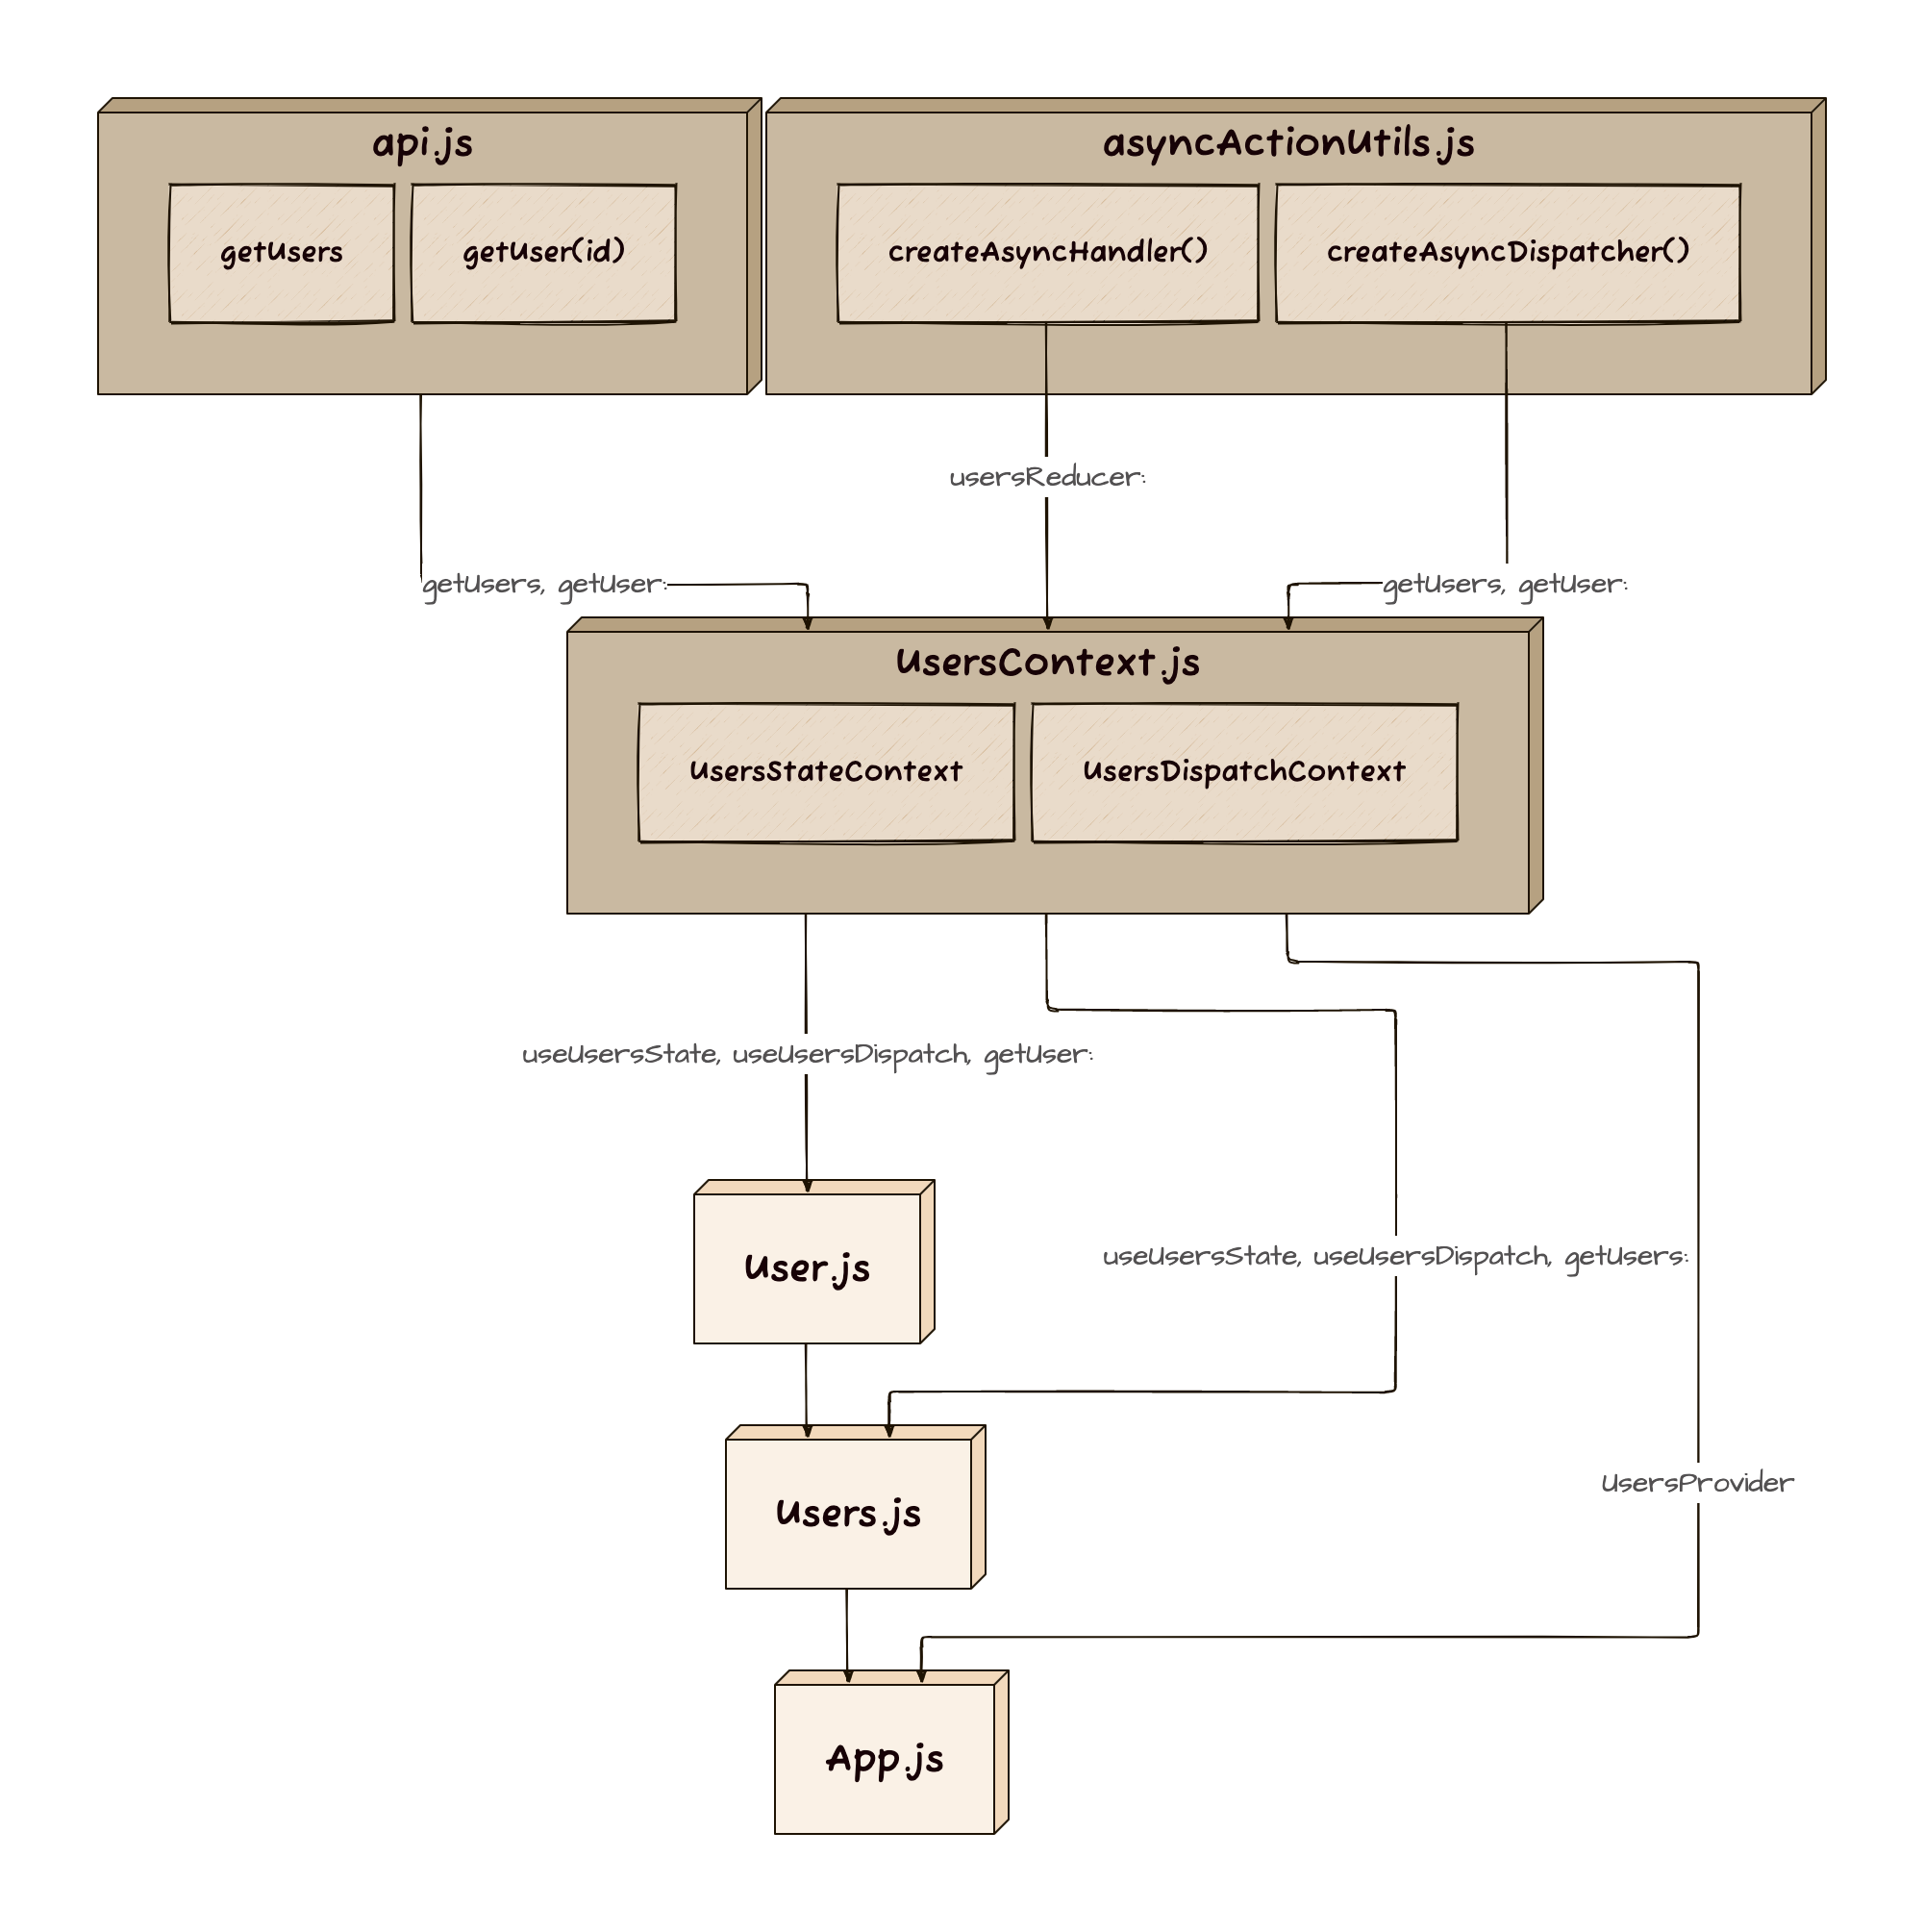 api.js
asyncActionUtils.js
getUsers
getUser(id)
createAsyncHandler()
createAsyncDispatcher()
usersReducer:
getUsers, getUser:
getUsers, getUser:
UsersContext.js
UsersStateContext
UsersDispatchContext
useUsersState, useUsersDispatch, getUser:
User.js
useUsersState, useUsersDispatch, getUsers:
UsersProvider
Users.js
App.js